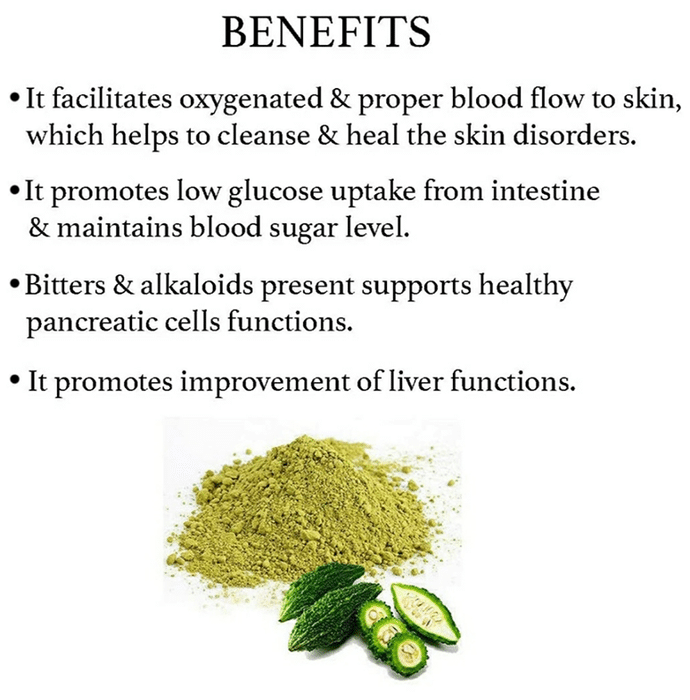 BENEFITS
• It facilitates oxygenated & proper blood flow to skin,
which helps to cleanse & heal the skin disorders.
• It promotes low glucose uptake from intestine
& maintains blood sugar level.
• Bitters & alkaloids present supports healthy
pancreatic cells functions.
• It promotes improvement of liver functions.